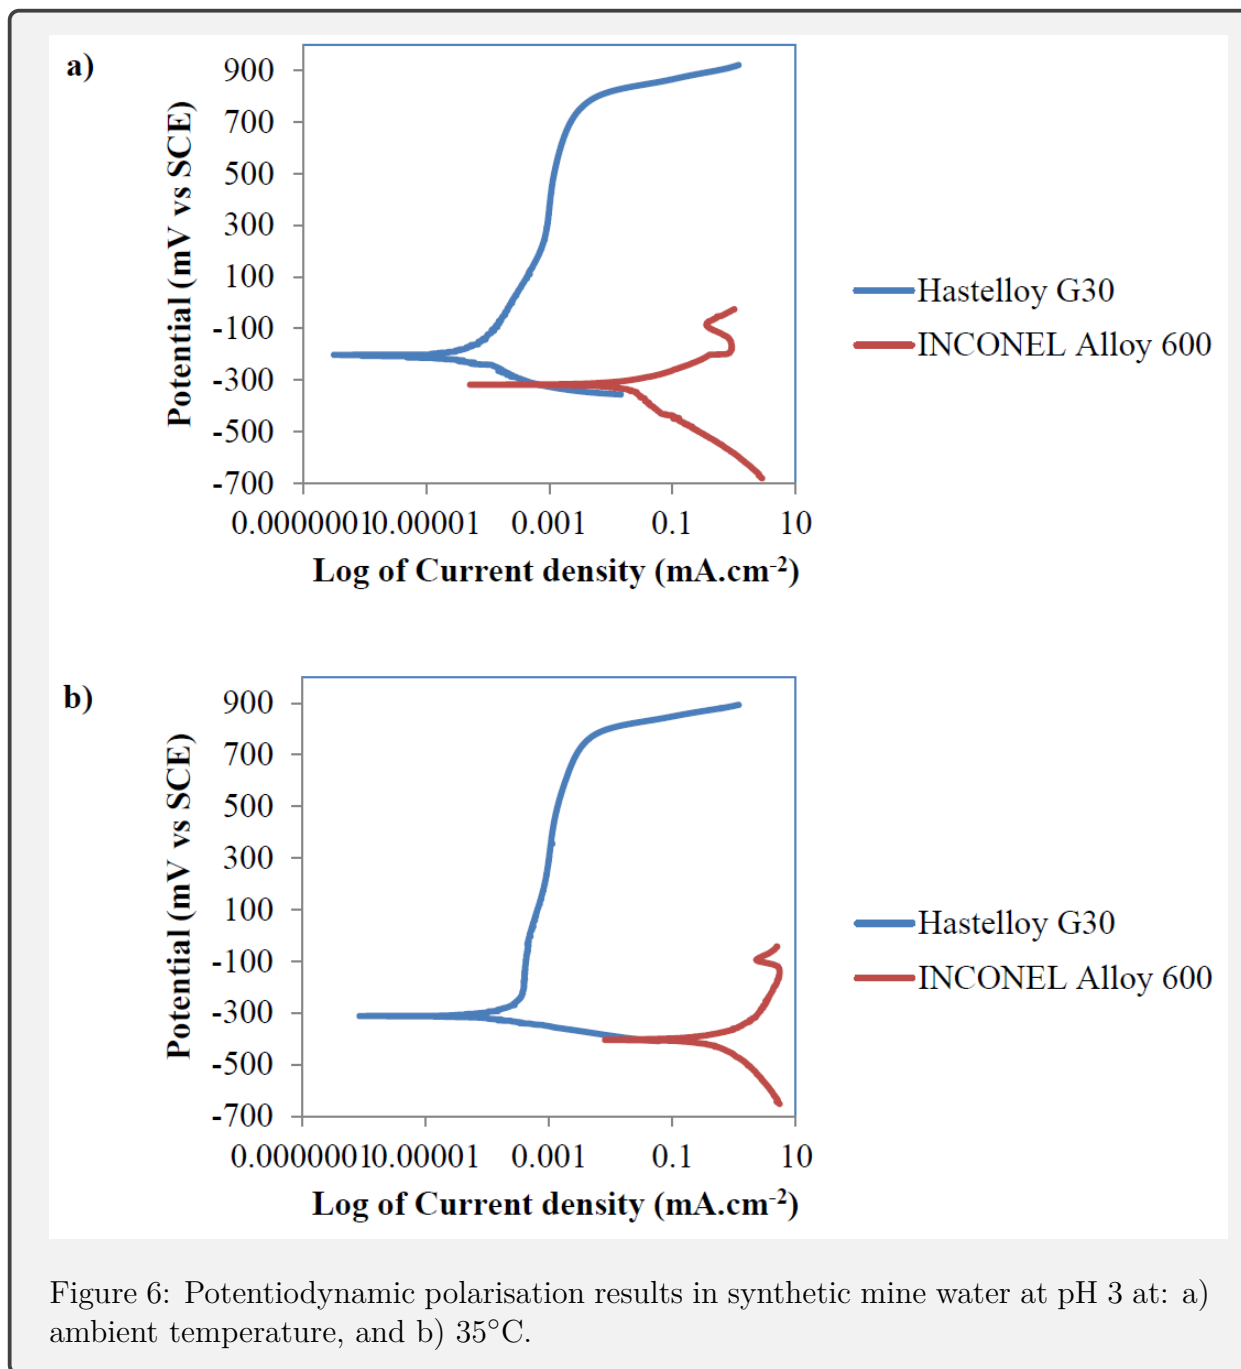 a)
900
700
500
300
100
-100
-300
-500
-700
Potential (mV vs SCE)
0.0000001 0.00001 0.001 0.1 10
Log of Current density (mA.cm-2)
Hastelloy G30
INCONEL Alloy 600
b)
900
700
500
300
100
-100
-300
-500
-700
Potential (mV vs SCE)
0.0000001 0.00001 0.001 0.1 10
Log of Current density (mA.cm-2)
Hastelloy G30
INCONEL Alloy 600
Figure 6: Potentiodynamic polarisation results in synthetic mine water at pH 3 at: a)
ambient temperature, and b) 35°C.